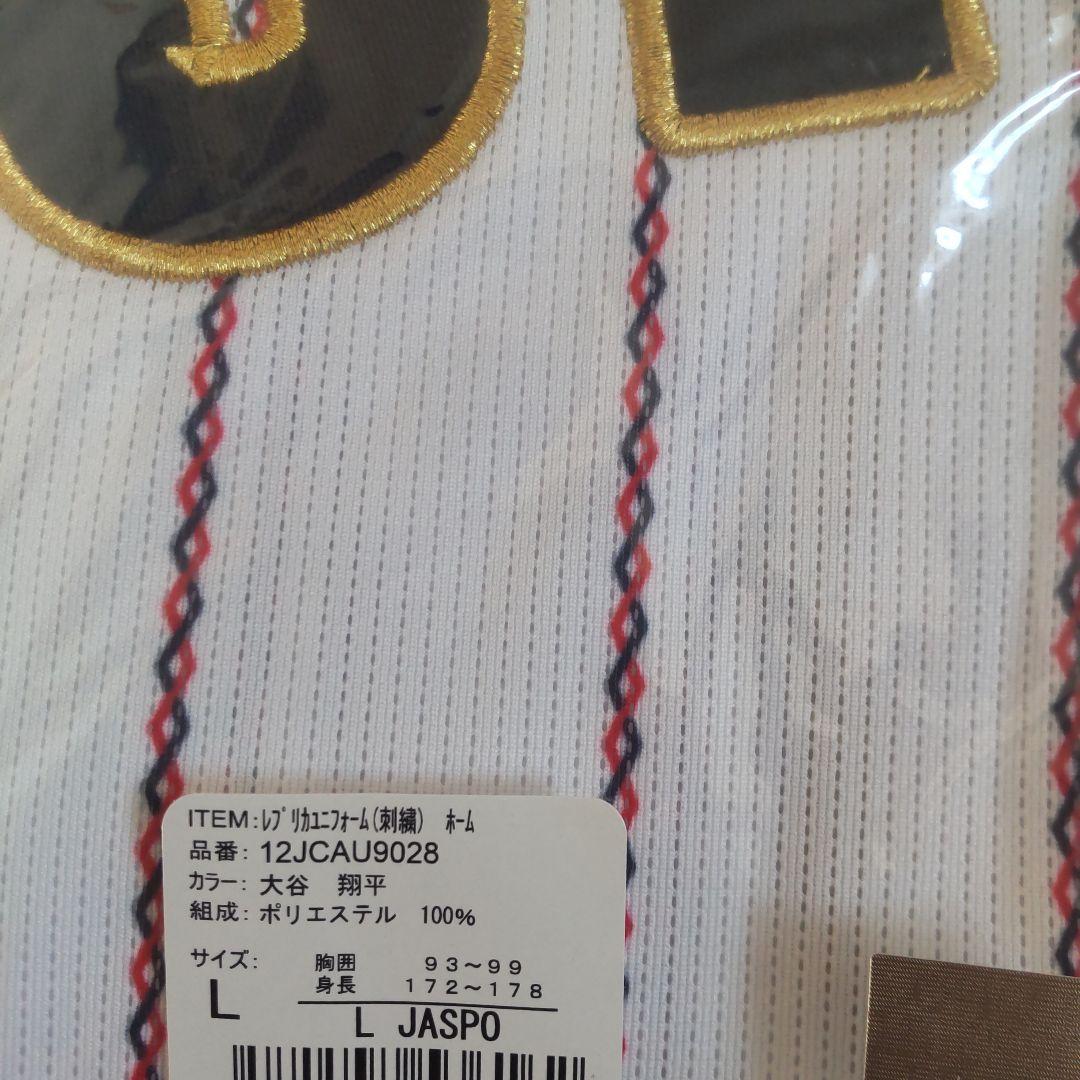 ITEM:ﾚﾌﾟﾘｶﾕﾆﾌｫｰﾑ(刺繍) ﾎｰﾑ
品番: 12JCAU9028
カラー: 大谷 翔平
組成: ポリエステル 100%
サイズ: 胸囲 93～99
身長 172～178
L
L JASPO